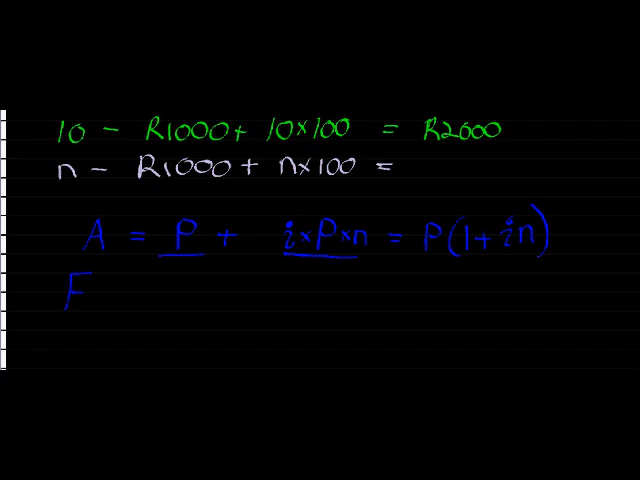 10 - R1000 + 10×100 = R2000
n - R1000 + n×100 =
A = P + i×P×n = P(1+in)
F